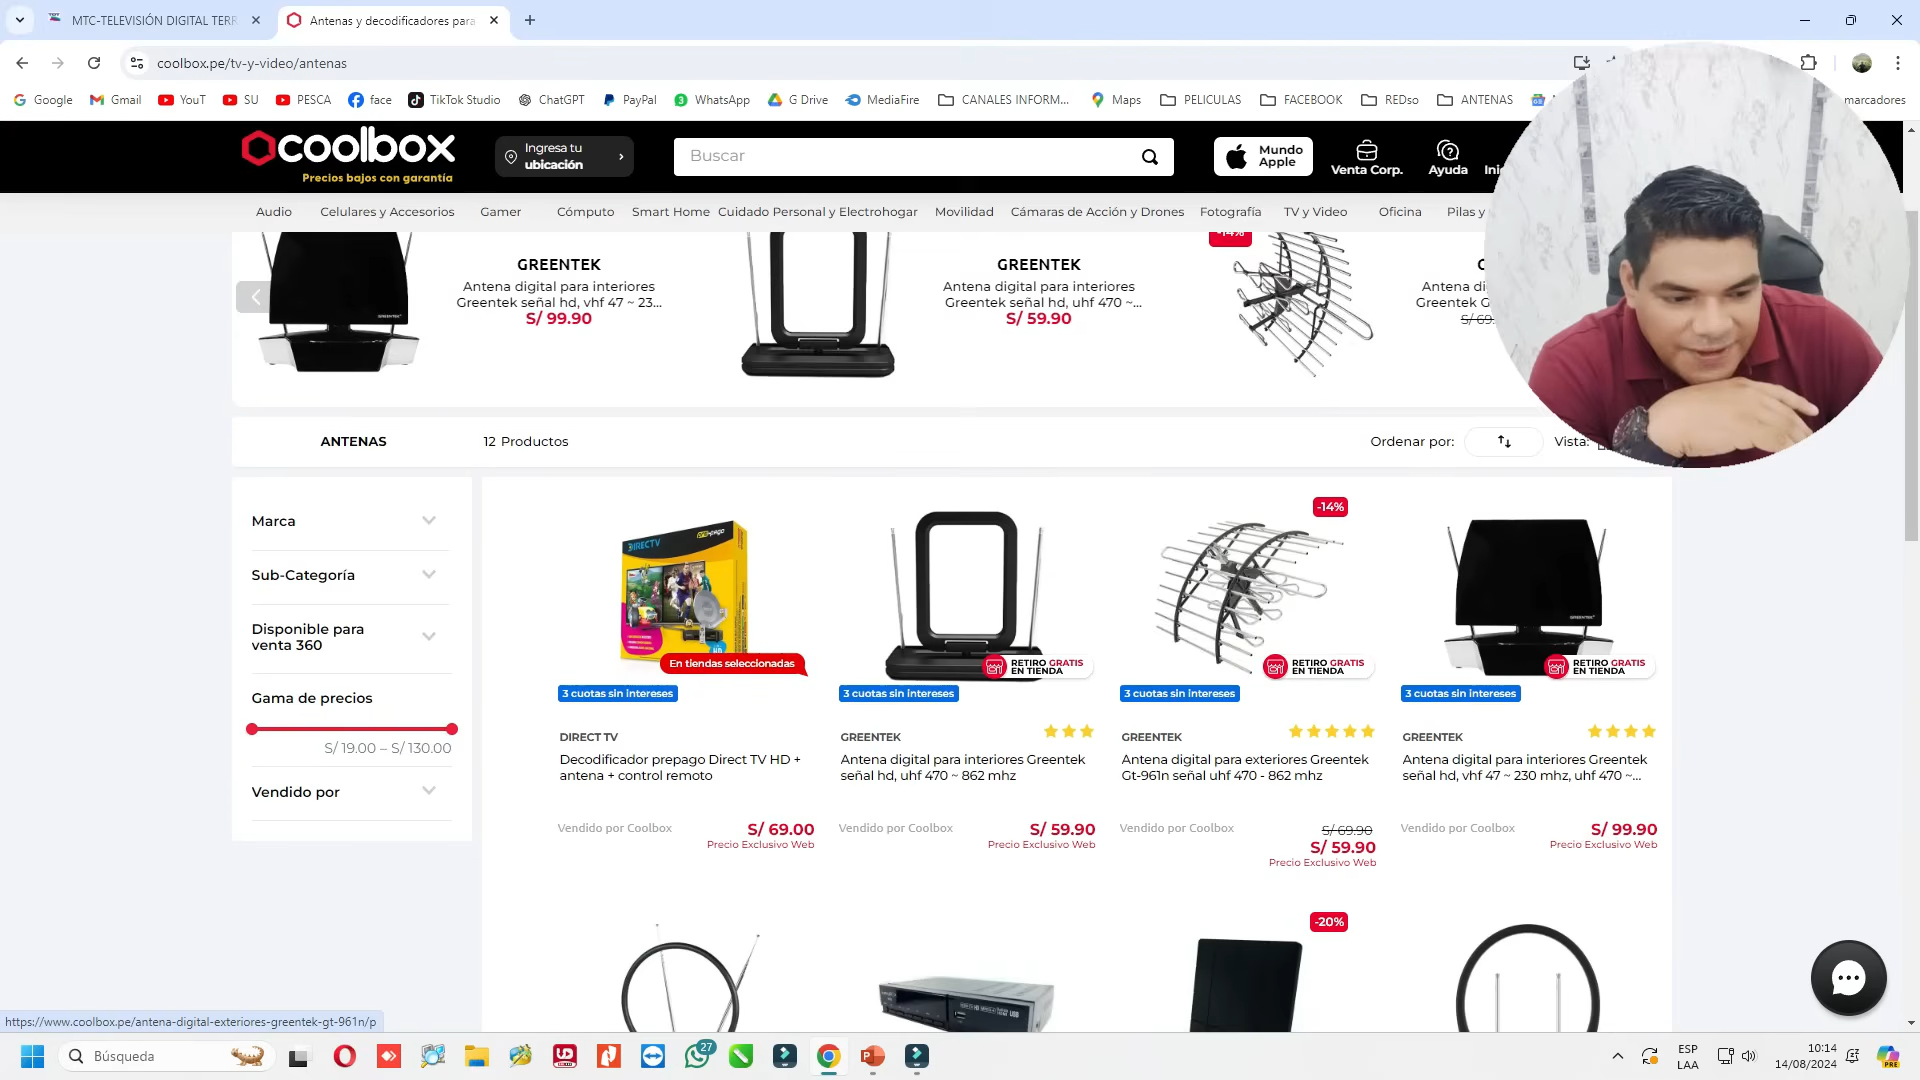 MTC-TELEVISIÓN DIGITAL TERR
Antenas y decodificadores para
coolbox.pe/tv-y-video/antenas
Google
Gmail
YouT
SU
PESCA
face
TikTok Studio
ChatGPT
PayPal
WhatsApp
G Drive
MediaFire
CANALES INFORM...
Maps
PELICULAS
FACEBOOK
REDso
ANTENAS
marcadores
coolbox
Precios bajos con garantía
Ingresa tu
ubicación
Buscar
Mundo
Apple
Venta Corp.
Ayuda
Audio
Celulares y Accesorios
Gamer
Cómputo
Smart Home
Cuidado Personal y Electrohogar
Movilidad
Cámaras de Acción y Drones
Fotografía
TV y Video
Oficina
Pilas y
GREENTEK
Antena digital para interiores
Greentek señal hd, vhf 47 ~ 23...
S/ 99.90
GREENTEK
Antena digital para interiores
Greentek señal hd, uhf 470 ~...
S/ 59.90
-14%
Antena di
Greentek G
S/ 69.
ANTENAS
12 Productos
Ordenar por:
Vista:
Marca
Sub-Categoría
Disponible para
venta 360
Gama de precios
S/ 19.00 – S/ 130.00
Vendido por
DIRECTV
En tiendas seleccionadas
3 cuotas sin intereses
DIRECT TV
Decodificador prepago Direct TV HD +
antena + control remoto
Vendido por Coolbox
S/ 69.00
Precio Exclusivo Web
RETIRO GRATIS
EN TIENDA
3 cuotas sin intereses
GREENTEK
Antena digital para interiores Greentek
señal hd, uhf 470 ~ 862 mhz
Vendido por Coolbox
S/ 59.90
Precio Exclusivo Web
-14%
RETIRO GRATIS
EN TIENDA
3 cuotas sin intereses
GREENTEK
Antena digital para exteriores Greentek
Gt-961n señal uhf 470 - 862 mhz
Vendido por Coolbox
S/ 69.90
S/ 59.90
Precio Exclusivo Web
GREENTEK
RETIRO GRATIS
EN TIENDA
3 cuotas sin intereses
GREENTEK
Antena digital para interiores Greentek
señal hd, vhf 47 ~ 230 mhz, uhf 470 ~...
Vendido por Coolbox
S/ 99.90
Precio Exclusivo Web
-20%
https://www.coolbox.pe/antena-digital-exteriores-greentek-gt-961n/p
Búsqueda
27
ESP
LAA
10:14
14/08/2024